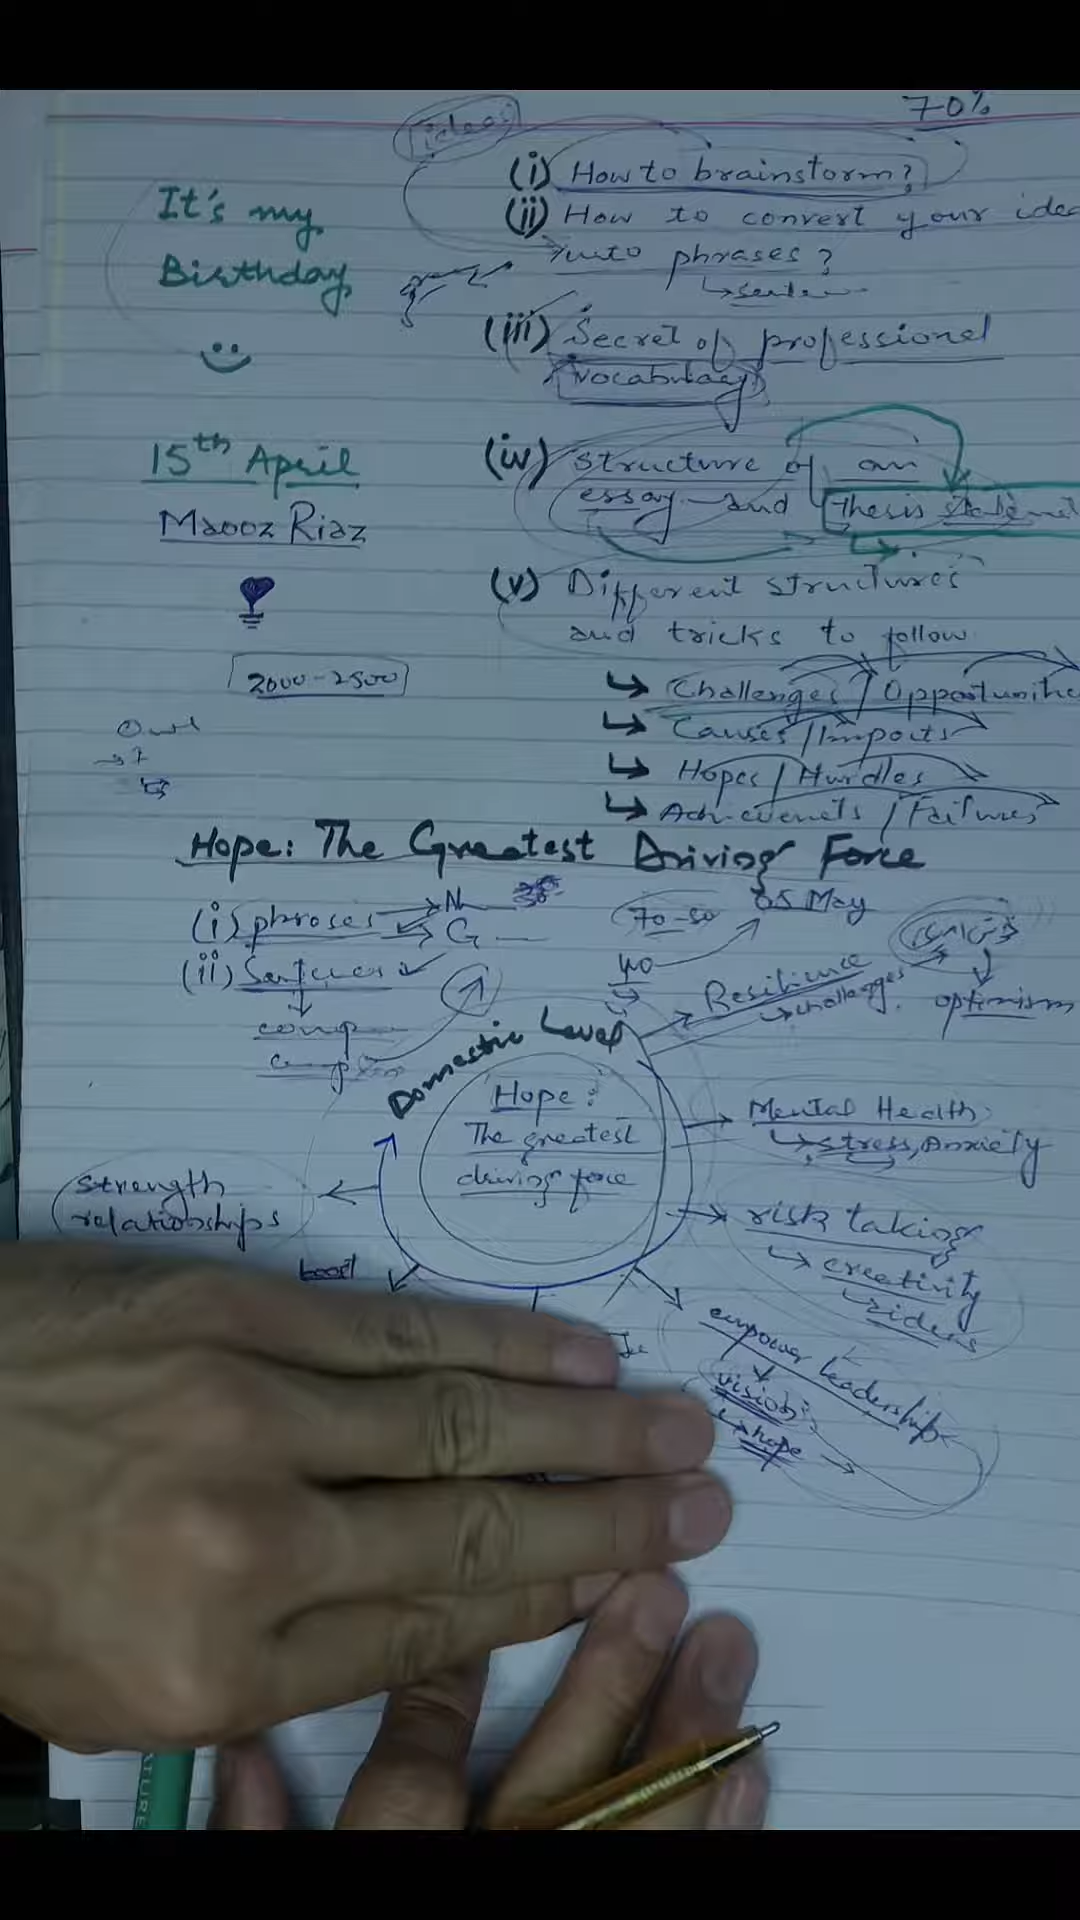 70%
ideas
(i) How to brainstorm?
(ii) How to convert your idea
into phrases?
(iii) Secret of professional
vocabulary
(iv) structure of an
essay and thesis statement
(v) Different structures
and tricks to follow
Challenges / Opportunities
Causes / Impacts
Hopes / Hurdles
Achievements / Failures
It's my
Birthday
15th April
Maooz Riaz
2000-2500
Hope: The Greatest Driving Force
(i) phrases N
G
(ii) Sentences
70-80
05 May
40
Resilience
challenges
optimism
Domestic Level
Hope:
The greatest
driving force
Mental Health
stress, Anxiety
risk taking
creativity
ideas
empower leadership
vision
hope
strength
relationships
boost
ATURE